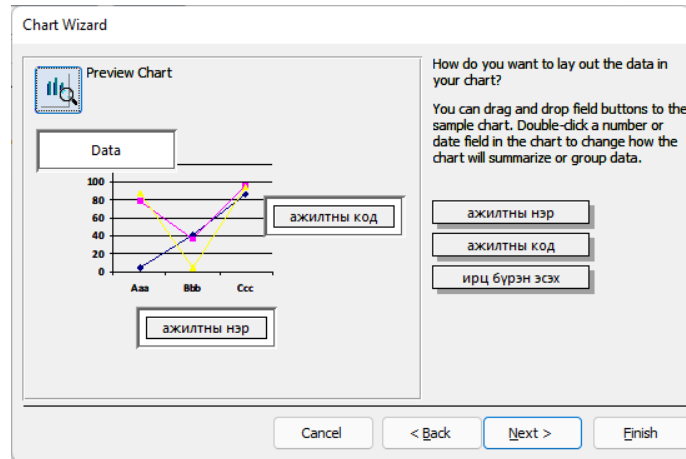 Chart Wizard
Preview Chart
Data
100
80
60
40
20
0
Aaa Bbb Ccc
ажилтны код
ажилтны нэр
How do you want to lay out the data in
your chart?
You can drag and drop field buttons to the
sample chart. Double-click a number or
date field in the chart to change how the
chart will summarize or group data.
ажилтны нэр
ажилтны код
ирц бүрэн эсэх
Cancel
< Back
Next >
Finish